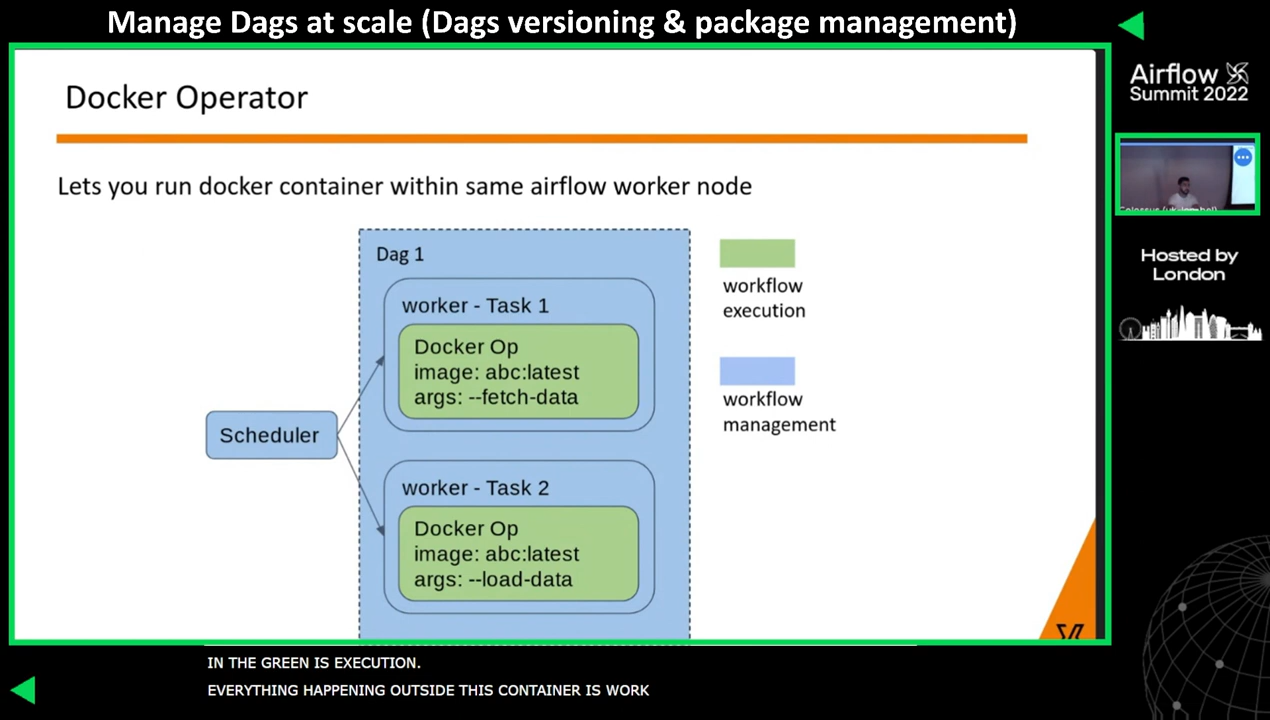 Manage Dags at scale (Dags versioning & package management)
Docker Operator
Lets you run docker container within same airflow worker node
Dag 1
worker - Task 1
Docker Op
image: abc:latest
args: --fetch-data
Scheduler
worker - Task 2
Docker Op
image: abc:latest
args: --load-data
workflow
execution
workflow
management
Airflow
Summit 2022
Hosted by
London
IN THE GREEN IS EXECUTION.
EVERYTHING HAPPENING OUTSIDE THIS CONTAINER IS WORK